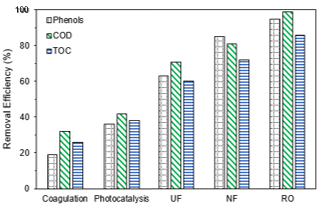 100
80
60
40
20
0
Removal Efficiency (%)
Phenols
COD
TOC
Coagulation Photocatalysis UF NF RO